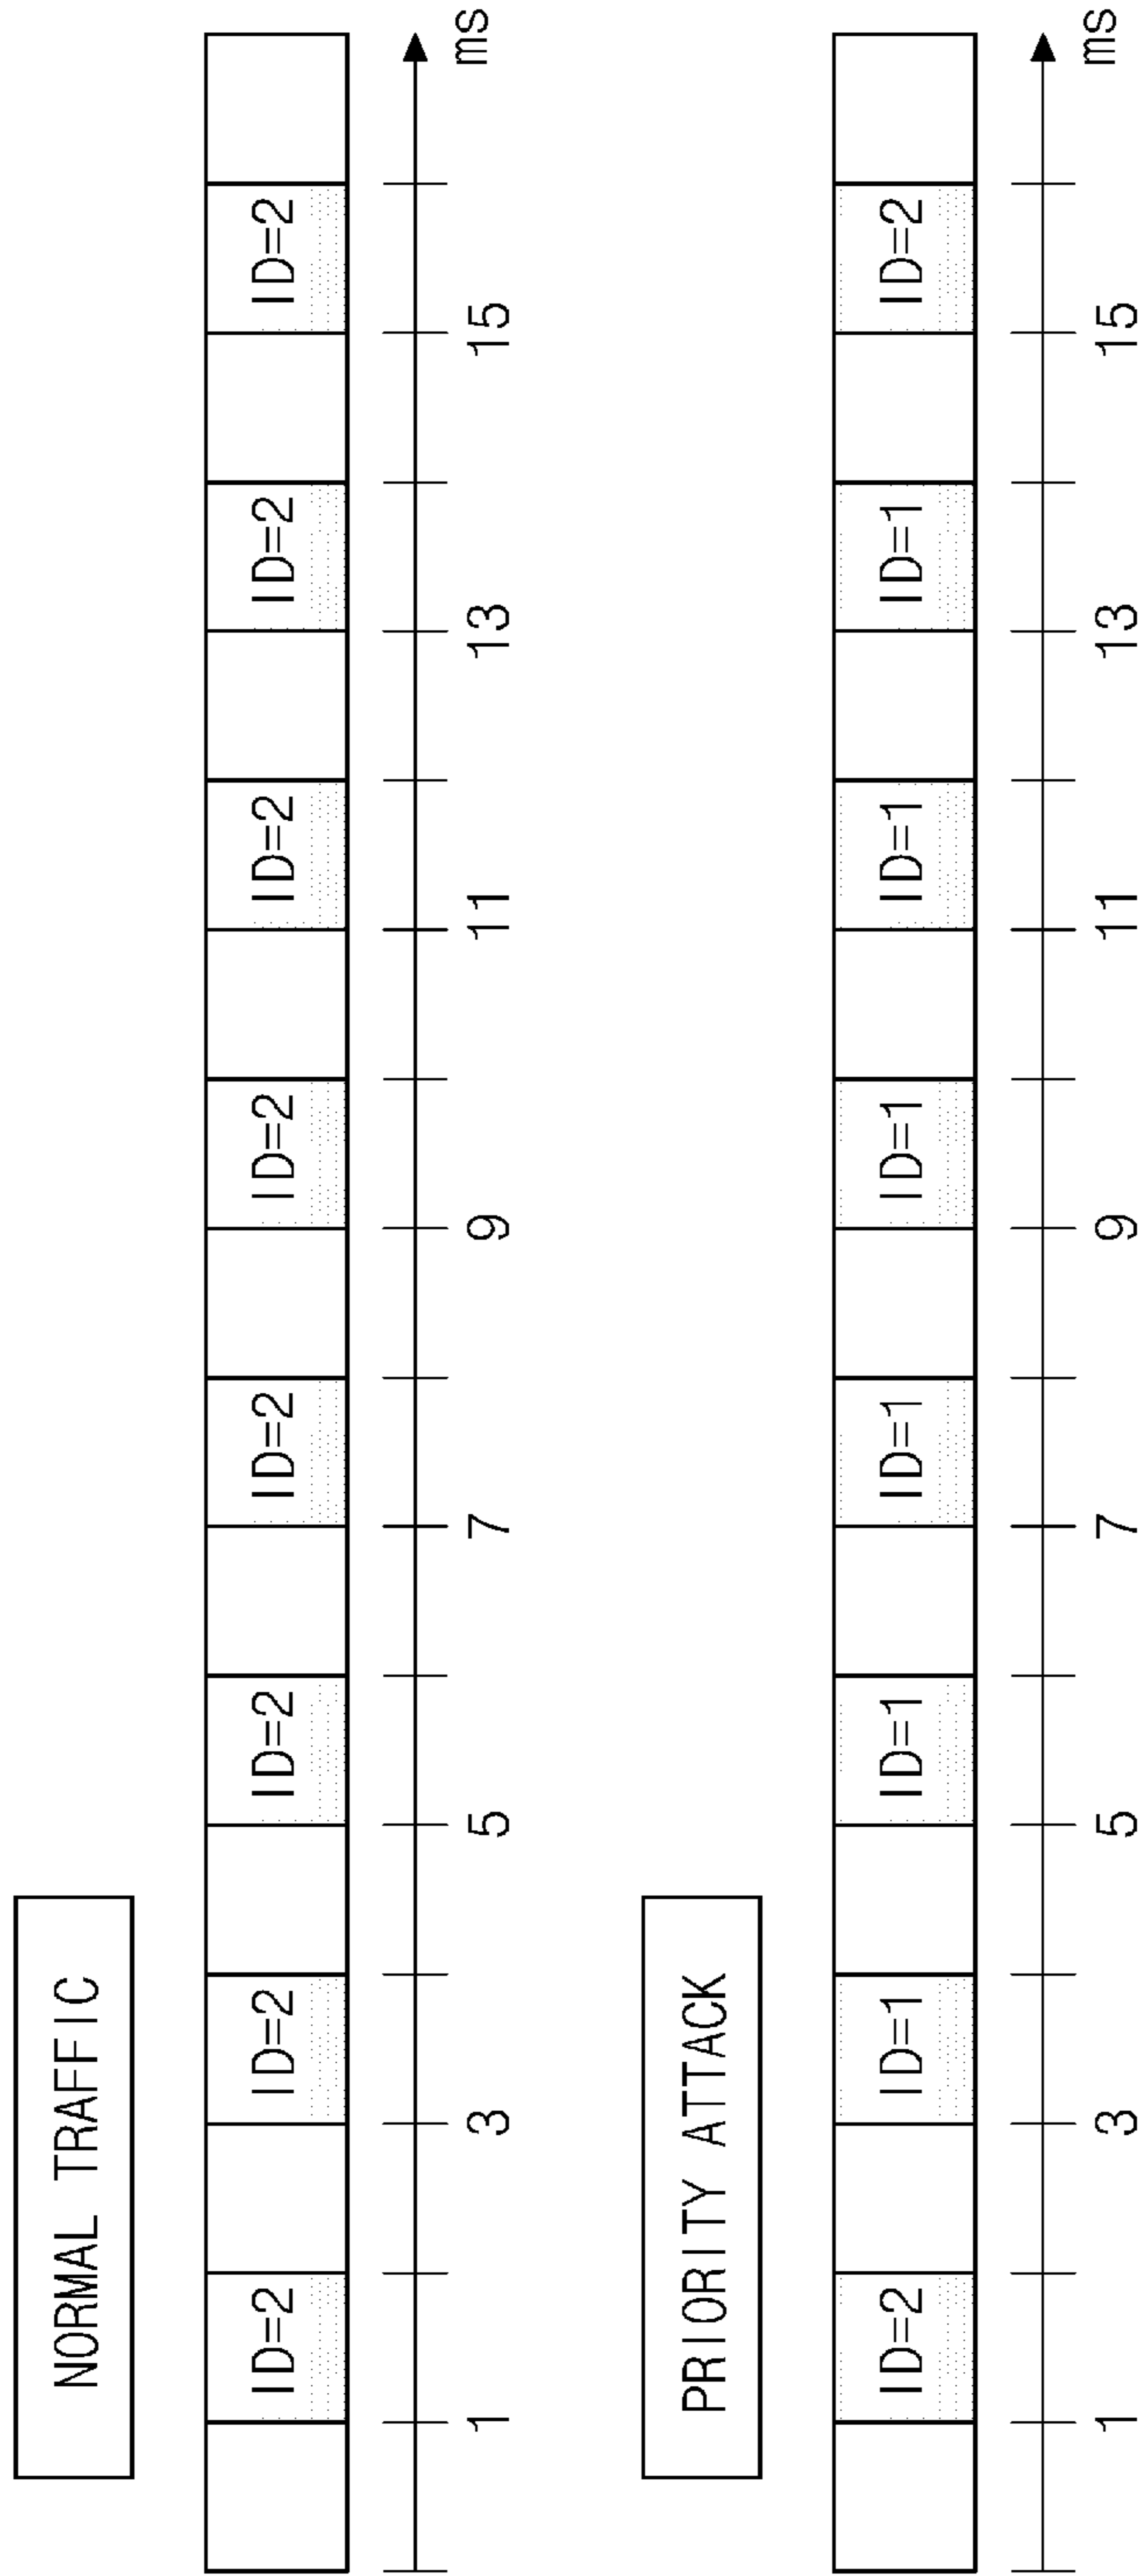 NORMAL TRAFFIC
ID=2 ID=2 ID=2 ID=2 ID=2 ID=2 ID=2 ID=2
1 3 5 7 9 11 13 15 ms
PRIORITY ATTACK
ID=2 ID=1 ID=1 ID=1 ID=1 ID=1 ID=1 ID=2
1 3 5 7 9 11 13 15 ms